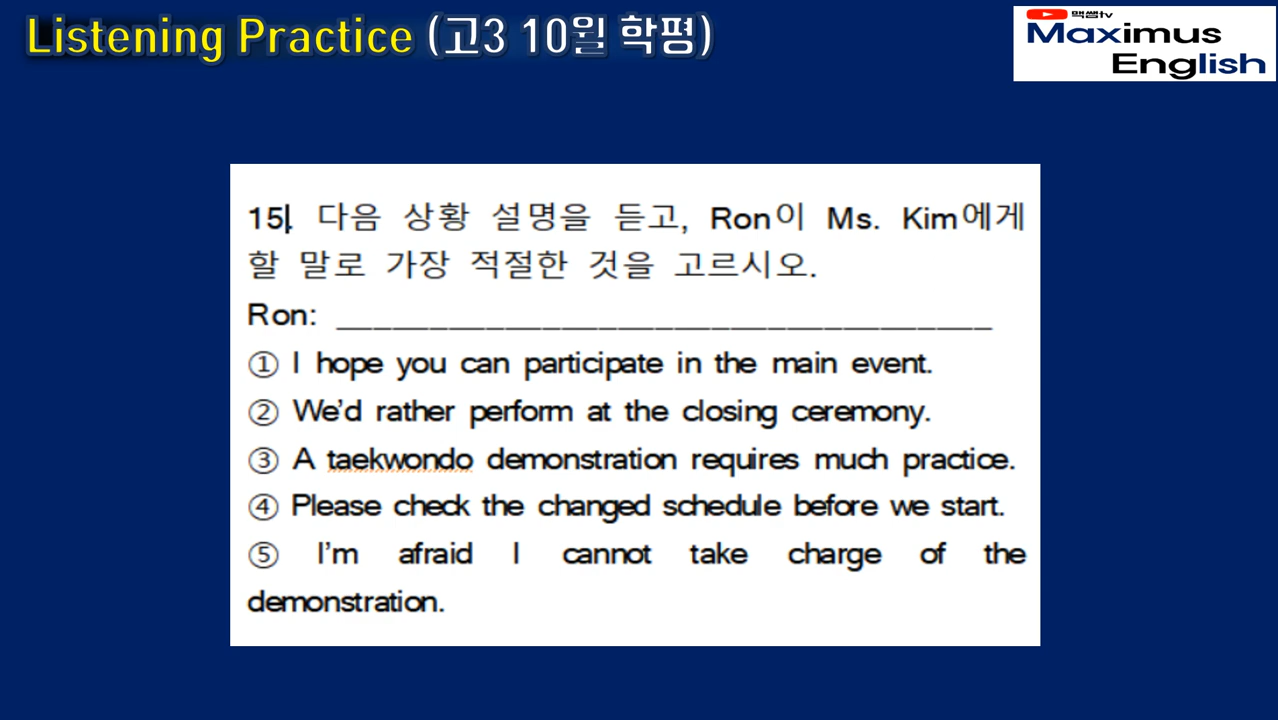 Listening Practice (고3 10월 학평)
맥쌤tv
Maximus
English
15. 다음 상황 설명을 듣고, Ron이 Ms. Kim에게
할 말로 가장 적절한 것을 고르시오.
Ron: ___________________________________
① I hope you can participate in the main event.
② We’d rather perform at the closing ceremony.
③ A taekwondo demonstration requires much practice.
④ Please check the changed schedule before we start.
⑤ I’m afraid I cannot take charge of the
demonstration.